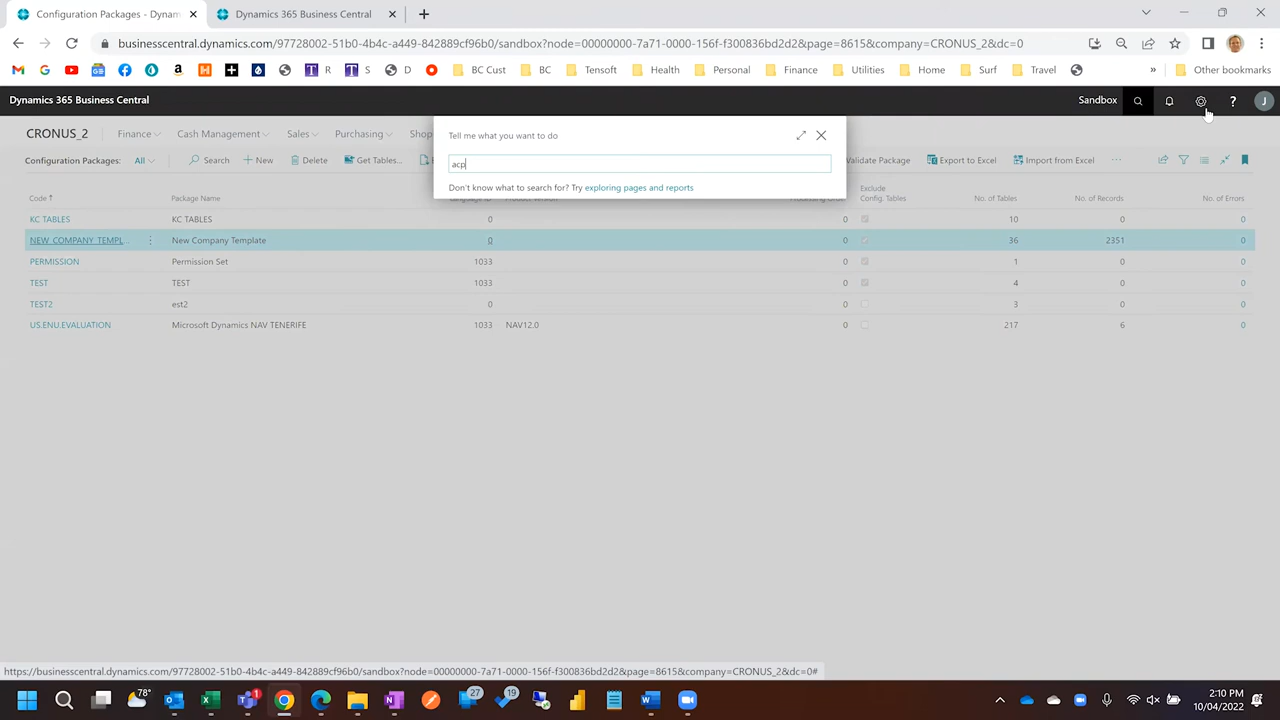 Configuration Packages - Dynam
Dynamics 365 Business Central
businesscentral.dynamics.com/97728002-51b0-4b4c-a449-842889cf96b0/sandbox?node=00000000-7a71-0000-156f-f300836bd2d2&page=8615&company=CRONUS_2&dc=0
R S D BC Cust BC Tensoft Health Personal Finance Utilities Home Surf Travel » Other bookmarks
Dynamics 365 Business Central Sandbox ? J
CRONUS_2 Finance Cash Management Sales Purchasing Shop
Tell me what you want to do
Configuration Packages: All Search New Delete Get Tables... Validate Package Export to Excel Import from Excel ...
acp
Don't know what to search for? Try exploring pages and reports
Code ↑ Package Name Exclude Config. Tables No. of Tables No. of Records No. of Errors
KC TABLES KC TABLES 0 0 10 0 0
NEW_COMPANY_TEMPL... New Company Template 0 0 36 2351 0
PERMISSION Permission Set 1033 0 1 0 0
TEST TEST 1033 0 4 0 0
TEST2 est2 0 0 3 0 0
US.ENU.EVALUATION Microsoft Dynamics NAV TENERIFE 1033 NAV12.0 0 217 6 0
https://businesscentral.dynamics.com/97728002-51b0-4b4c-a449-842889cf96b0/sandbox?node=00000000-7a71-0000-156f-f300836bd2d2&page=8615&company=CRONUS_2&dc=0#
78° 1 27 19 2:10 PM
10/04/2022